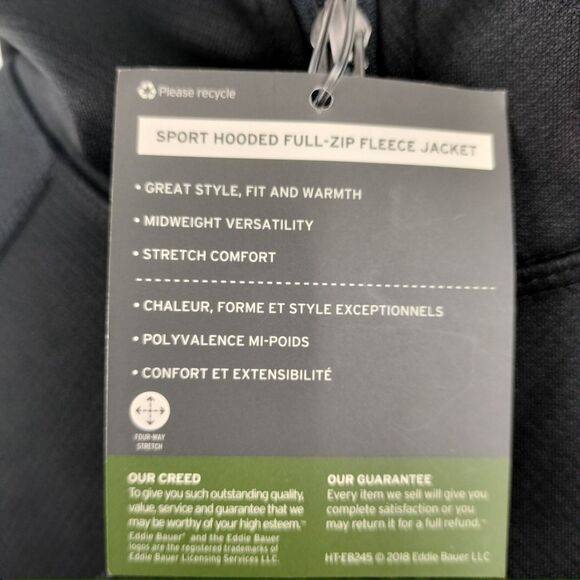 Please recycle
SPORT HOODED FULL-ZIP FLEECE JACKET
• GREAT STYLE, FIT AND WARMTH
• MIDWEIGHT VERSATILITY
• STRETCH COMFORT
• CHALEUR, FORME ET STYLE EXCEPTIONNELS
• POLYVALENCE MI-POIDS
• CONFORT ET EXTENSIBILITÉ
FOUR-WAY
STRETCH
OUR CREED
To give you such outstanding quality,
value, service and guarantee that we
may be worthy of your high esteem.™
Eddie Bauer® and the Eddie Bauer
logos are the registered trademarks of
Eddie Bauer Licensing Services LLC.
OUR GUARANTEE
Every item we sell will give you
complete satisfaction or you
may return it for a full refund.™
HT-EB245 © 2018 Eddie Bauer LLC